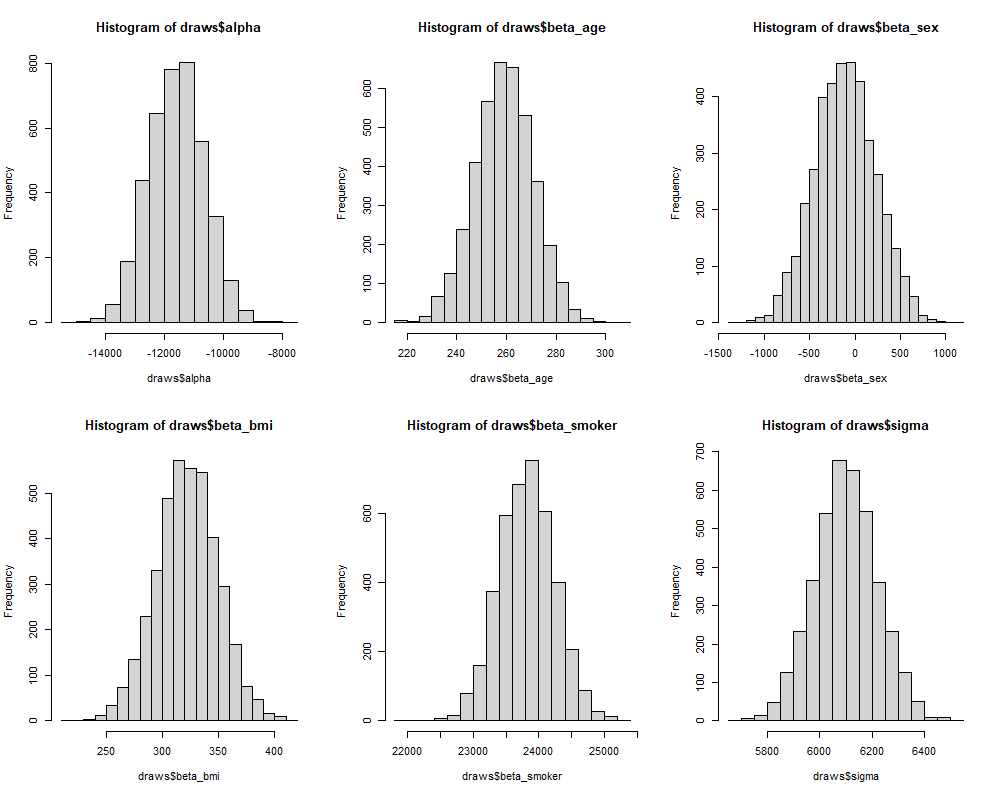 Histogram of draws$alpha
Frequency
0 200 400 600 800
-14000 -12000 -10000 -8000
draws$alpha
Histogram of draws$beta_age
Frequency
0 100 200 300 400 500 600
220 240 260 280 300
draws$beta_age
Histogram of draws$beta_sex
Frequency
0 100 200 300 400
-1500 -1000 -500 0 500 1000
draws$beta_sex
Histogram of draws$beta_bmi
Frequency
0 100 200 300 400 500
250 300 350 400
draws$beta_bmi
Histogram of draws$beta_smoker
Frequency
0 200 400 600
22000 23000 24000 25000
draws$beta_smoker
Histogram of draws$sigma
Frequency
0 100 200 300 400 500 600 700
5800 6000 6200 6400
draws$sigma